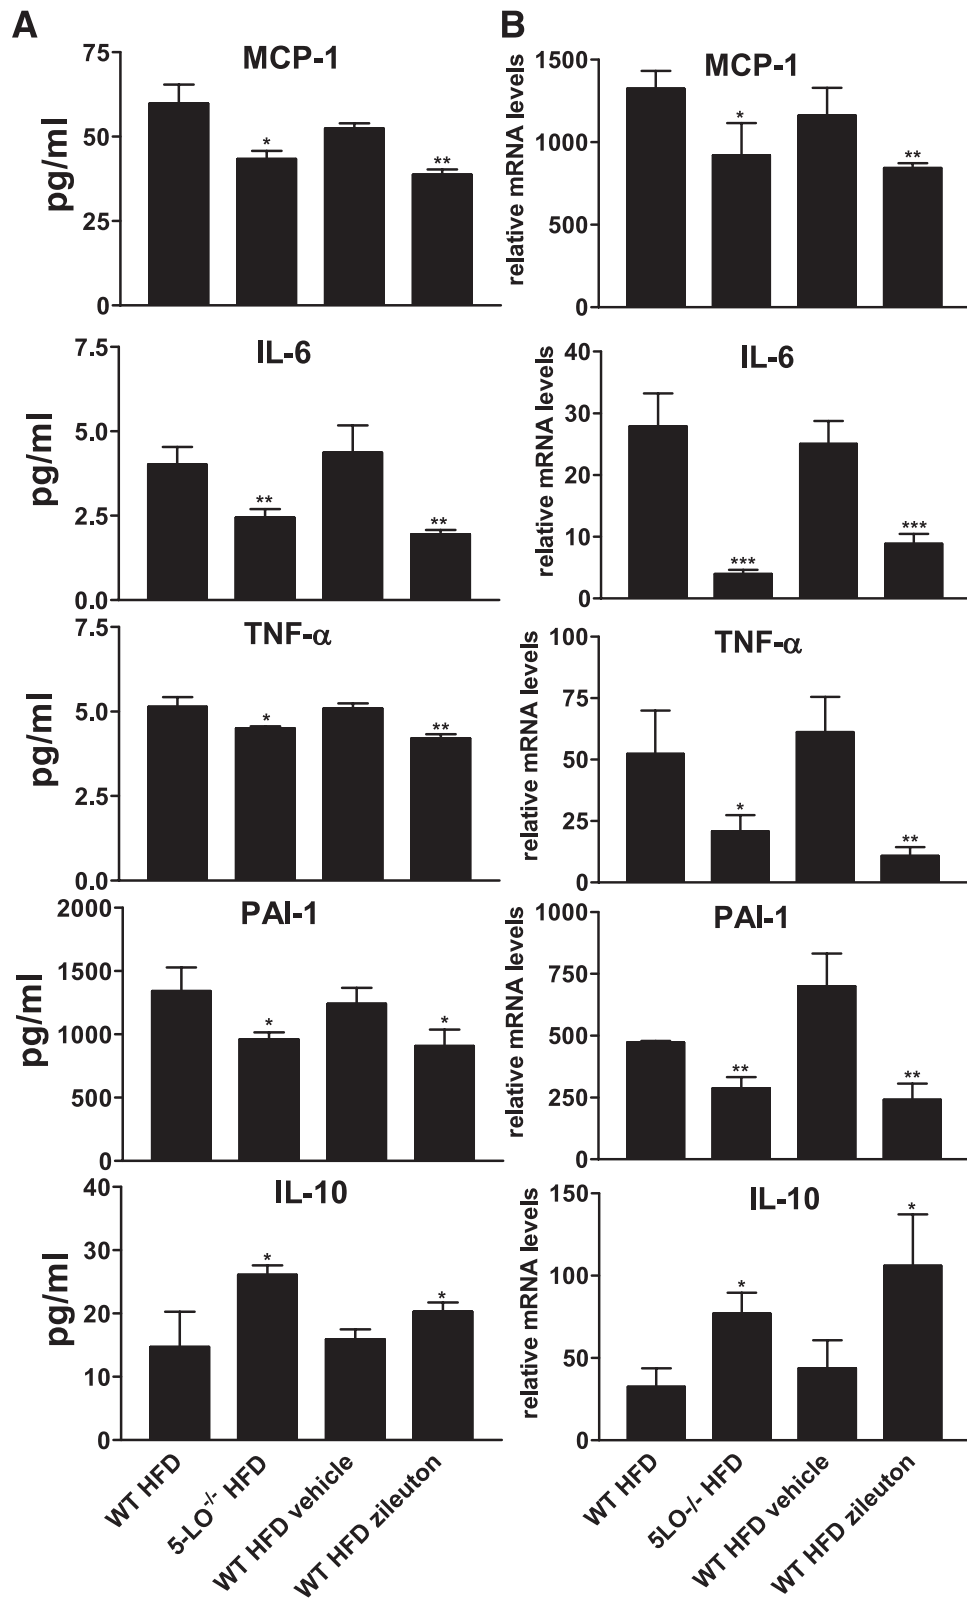 A
B
MCP-1
pg/ml
75
50
25
0
*
**
MCP-1
relative mRNA levels
1500
1000
500
0
*
**
IL-6
pg/ml
7.5
5.0
2.5
0.0
**
**
IL-6
relative mRNA levels
40
30
20
10
0
***
***
TNF-α
pg/ml
7.5
5.0
2.5
0.0
*
**
TNF-α
relative mRNA levels
100
75
50
25
0
*
**
PAI-1
pg/ml
2000
1500
1000
500
0
*
*
PAI-1
relative mRNA levels
1000
750
500
250
0
**
**
IL-10
pg/ml
40
30
20
10
0
*
*
IL-10
relative mRNA levels
150
100
50
0
*
*
WT HFD
5-LO⁻/⁻ HFD
WT HFD vehicle
WT HFD zileuton
WT HFD
5LO-/- HFD
WT HFD vehicle
WT HFD zileuton